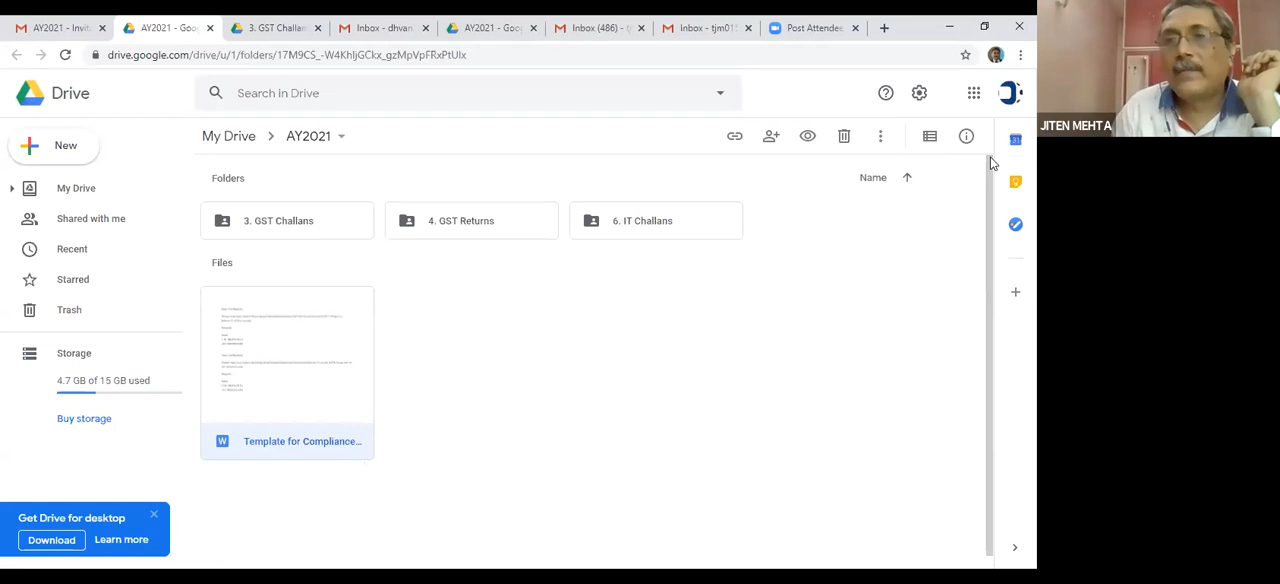 AY2021 - Invit
AY2021 - Goo
3. GST Challan
Inbox - dhvan
AY2021 - Goo
Inbox (486) - t
Inbox - tjm01
Post Attendee
drive.google.com/drive/u/1/folders/17M9CS_-W4KhIjGCkx_gzMpVpFRxPtUIx
Drive
Search in Drive
New
My Drive > AY2021
My Drive
Shared with me
Recent
Starred
Trash
Storage
4.7 GB of 15 GB used
Buy storage
Folders
Name
3. GST Challans
4. GST Returns
6. IT Challans
Files
W Template for Compliance...
Get Drive for desktop
Download
Learn more
31
JITEN MEHTA